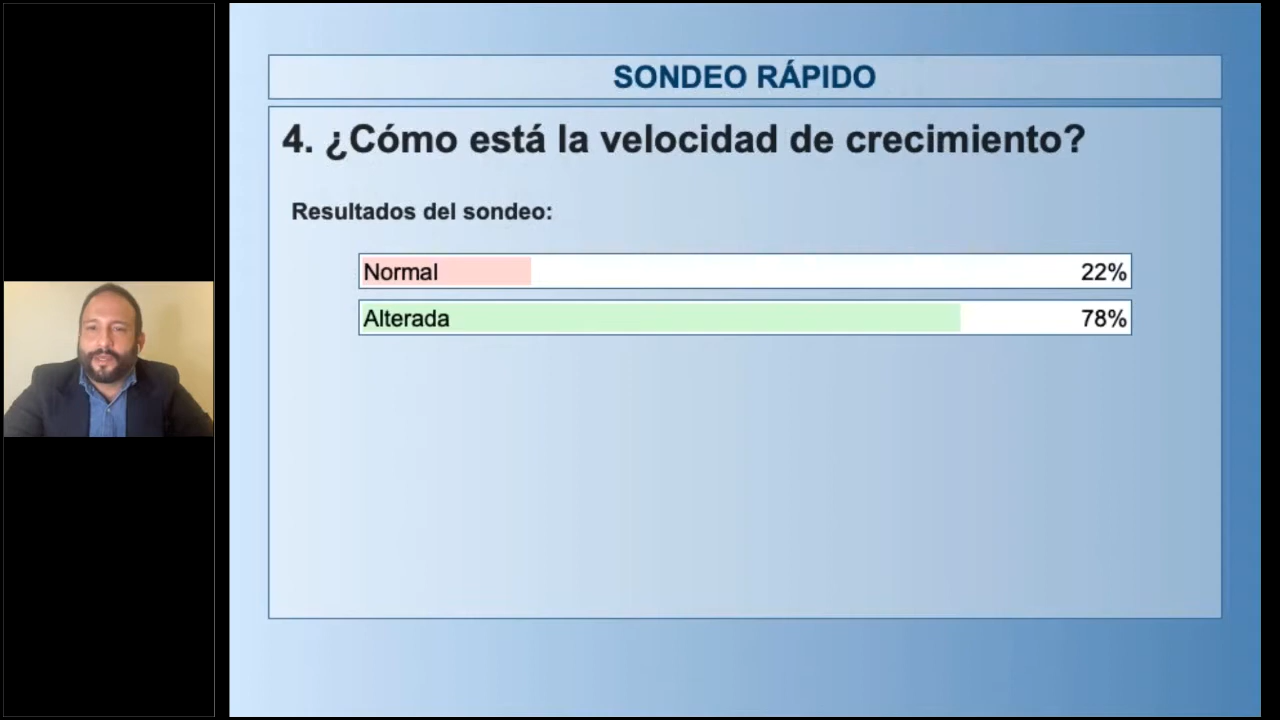 SONDEO RÁPIDO
4. ¿Cómo está la velocidad de crecimiento?
Resultados del sondeo:
Normal 22%
Alterada 78%